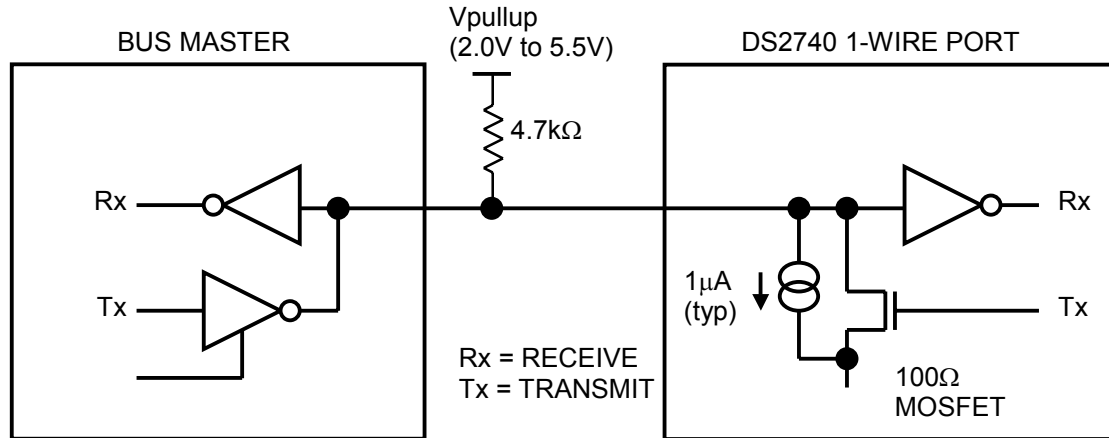 Vpullup
(2.0V to 5.5V)
BUS MASTER
DS2740 1-WIRE PORT
4.7kΩ
Rx
Rx
1μA
(typ)
Tx
Tx
Rx = RECEIVE
Tx = TRANSMIT
100Ω
MOSFET